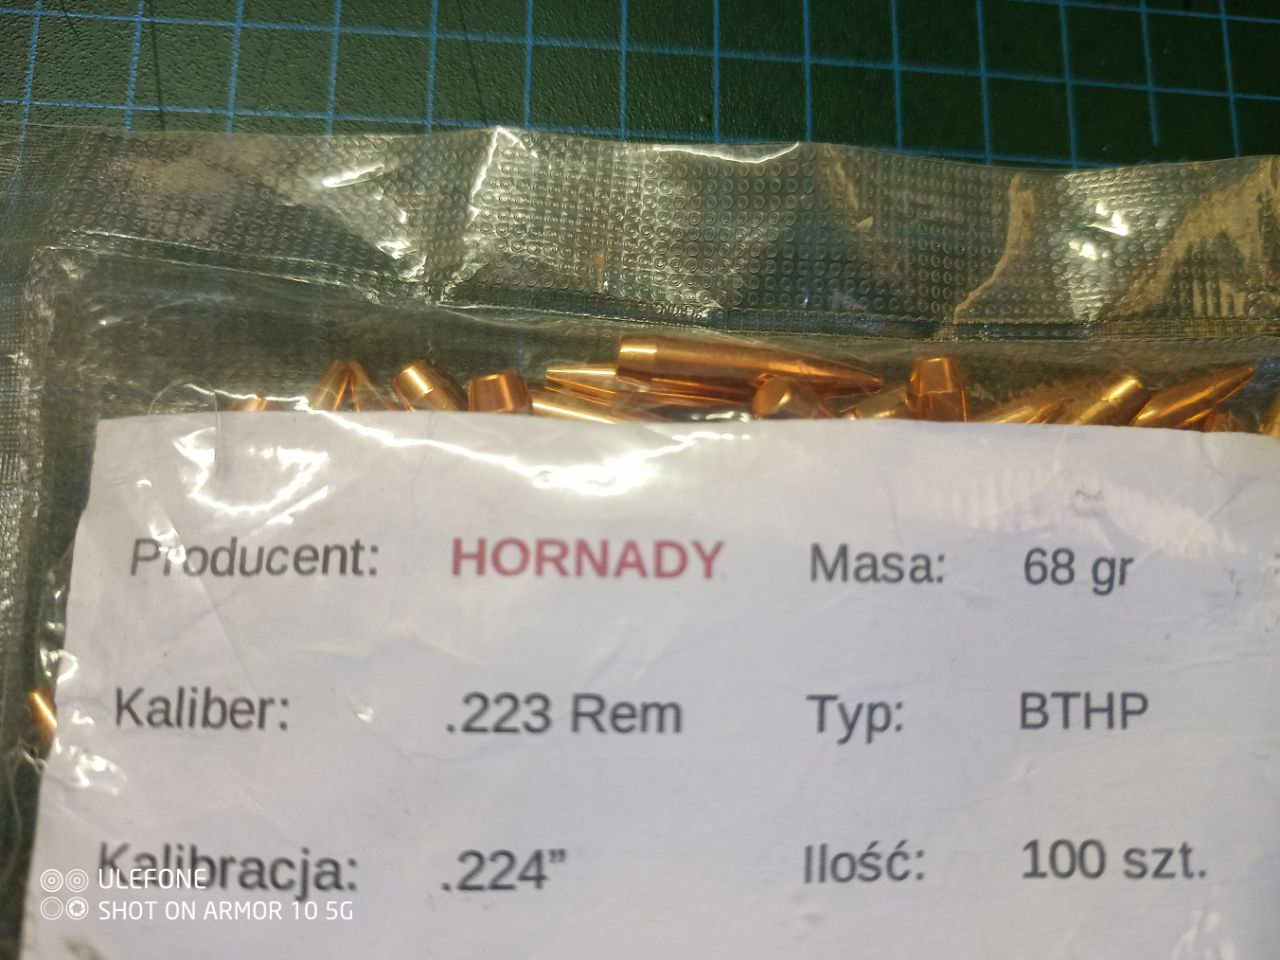 Producent: HORNADY Masa: 68 gr
Kaliber: .223 Rem Typ: BTHP
Kalibracja: .224” Ilość: 100 szt.
ULEFONE
SHOT ON ARMOR 10 5G